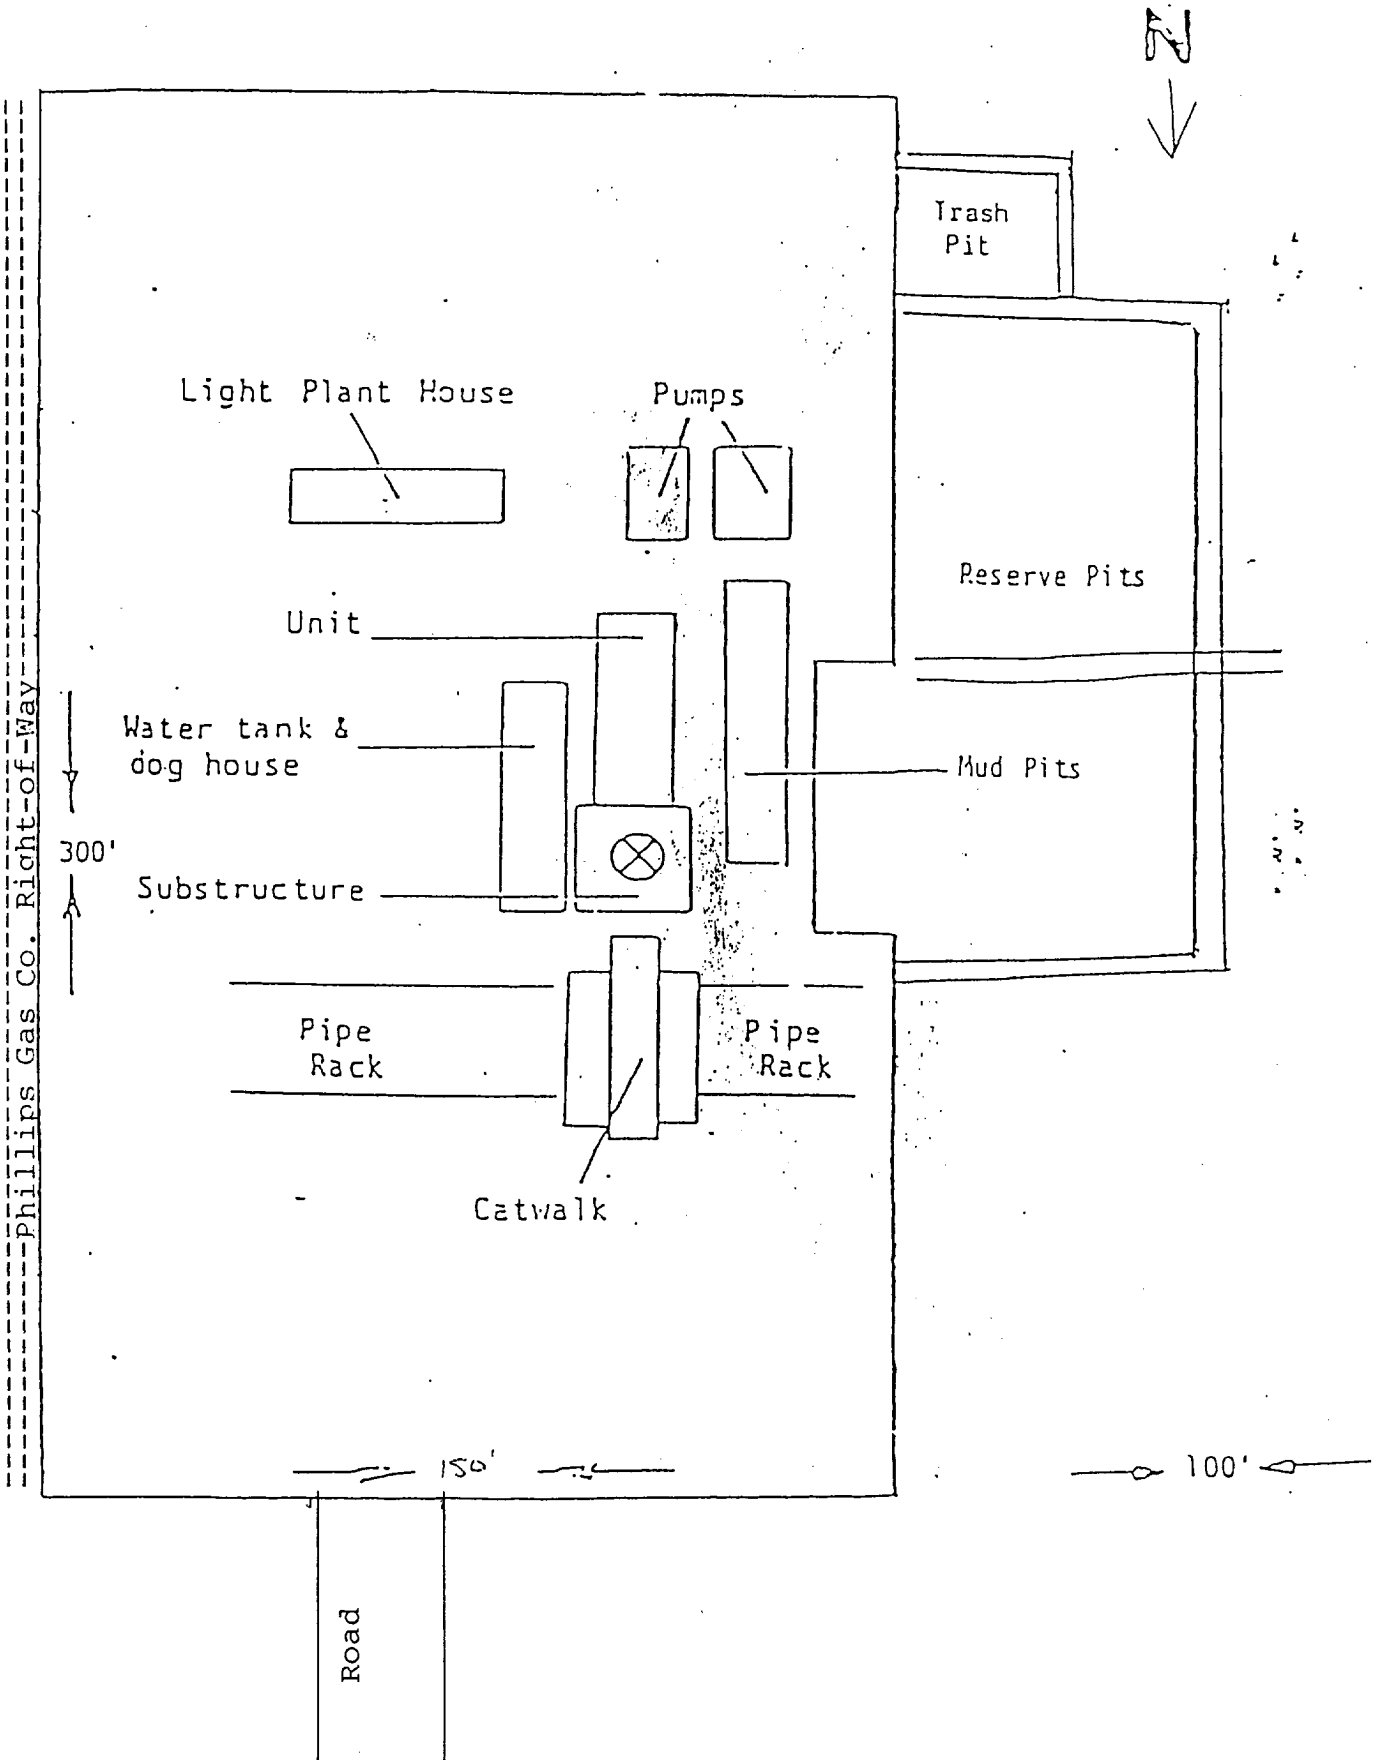 N
Trash
Pit
Light Plant House
Pumps
Reserve Pits
Unit
Water tank &
dog house
Mud Pits
300'
Substructure
Phillips Gas Co. Right-of-Way
Pipe
Rack
Pipe
Rack
Catwalk
150'
100'
Road